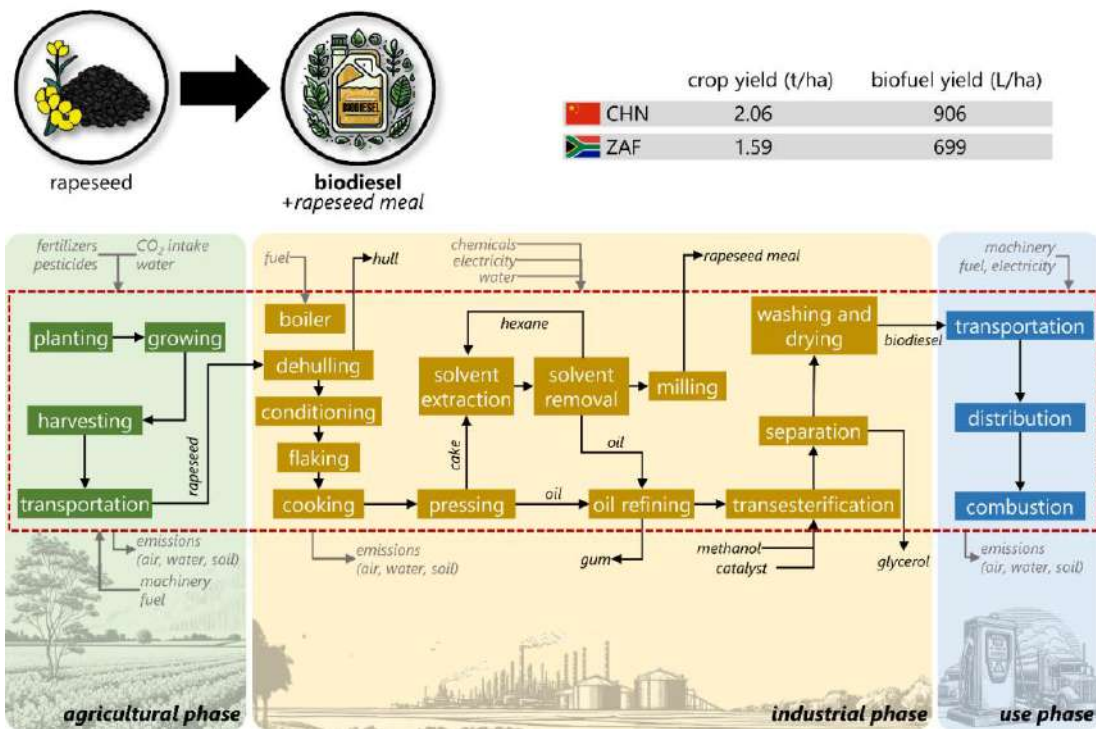 BIODIESEL
rapeseed
biodiesel
+rapeseed meal
crop yield (t/ha) biofuel yield (L/ha)
CHN 2.06 906
ZAF 1.59 699
fertilizers
pesticides
CO₂ intake
water
planting
growing
harvesting
transportation
rapeseed
emissions
(air, water, soil)
machinery
fuel
agricultural phase
fuel
hull
chemicals
electricity
water
rapeseed meal
boiler
dehulling
conditioning
flaking
cooking
hexane
solvent
extraction
solvent
removal
milling
cake
oil
pressing
oil
oil refining
transesterification
separation
washing and
drying
biodiesel
emissions
(air, water, soil)
gum
methanol
catalyst
glycerol
industrial phase
machinery
fuel, electricity
transportation
distribution
combustion
emissions
(air, water, soil)
use phase